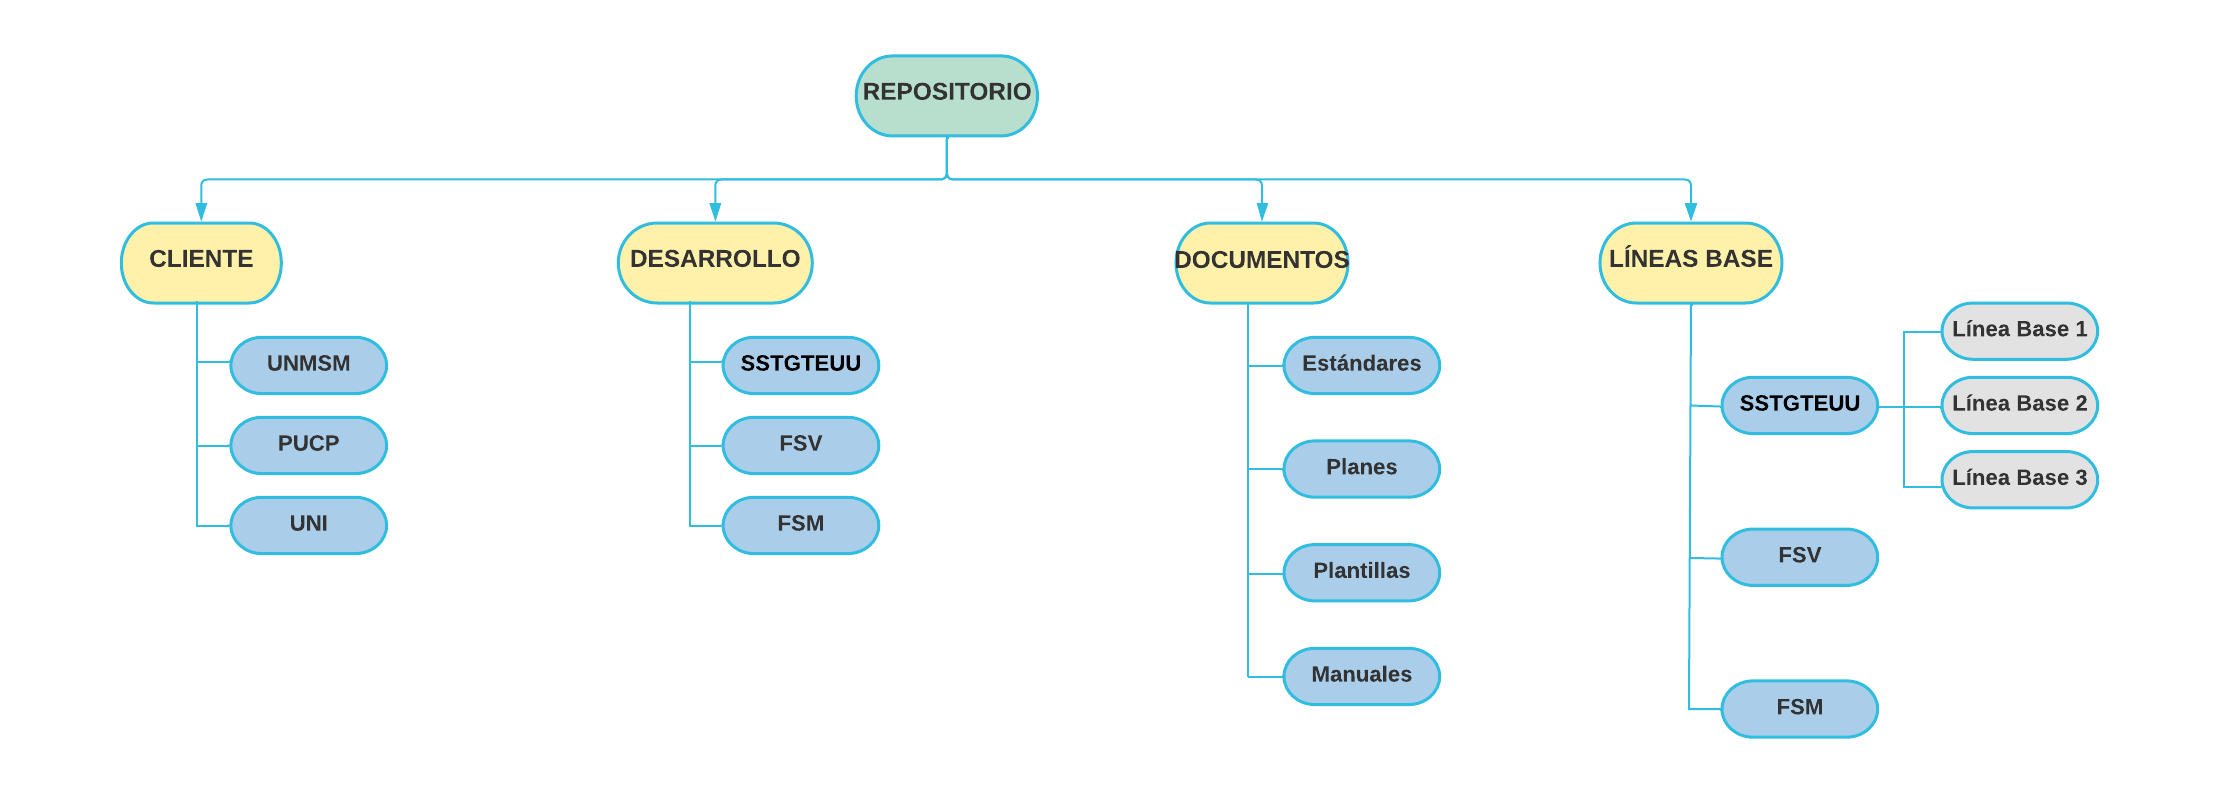 REPOSITORIO
CLIENTE
UNMSM
PUCP
UNI
DESARROLLO
SSTGTEUU
FSV
FSM
DOCUMENTOS
Estándares
Planes
Plantillas
Manuales
LÍNEAS BASE
SSTGTEUU
Línea Base 1
Línea Base 2
Línea Base 3
FSV
FSM